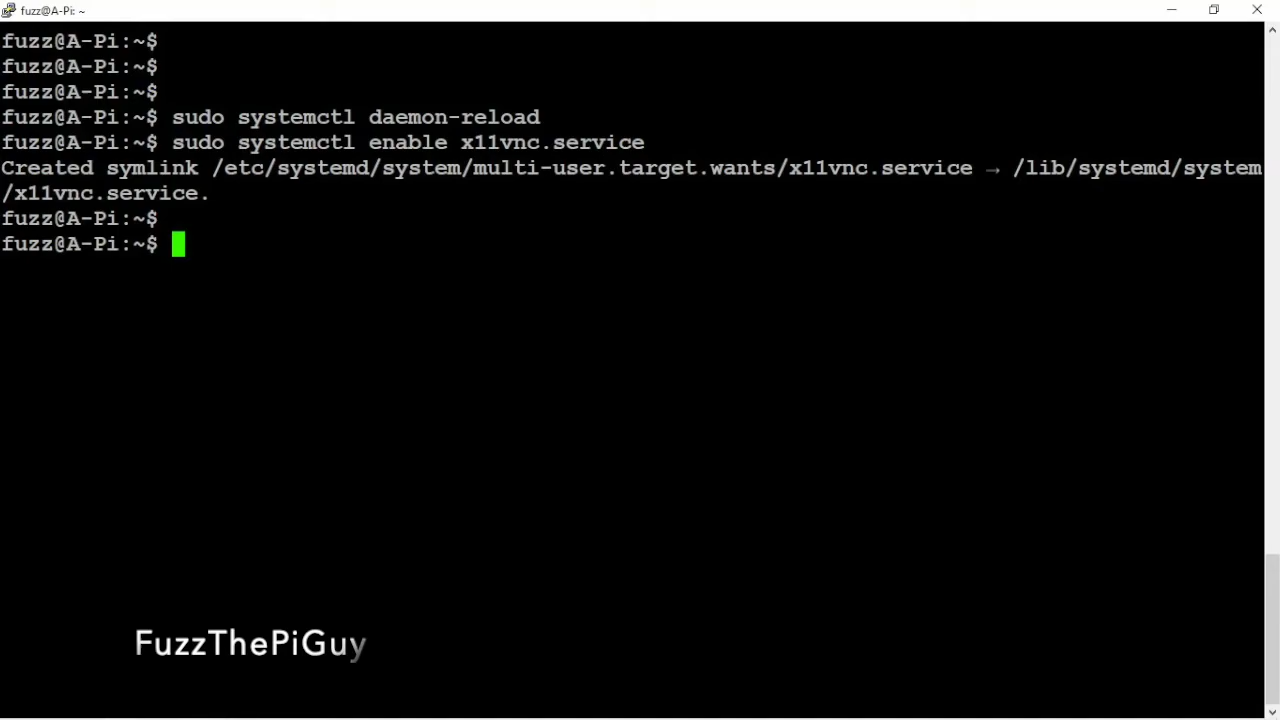 fuzz@A-Pi: ~
fuzz@A-Pi:~$
fuzz@A-Pi:~$
fuzz@A-Pi:~$
fuzz@A-Pi:~$ sudo systemctl daemon-reload
fuzz@A-Pi:~$ sudo systemctl enable x11vnc.service
Created symlink /etc/systemd/system/multi-user.target.wants/x11vnc.service → /lib/systemd/system
/x11vnc.service.
fuzz@A-Pi:~$
fuzz@A-Pi:~$
FuzzThePiGuy